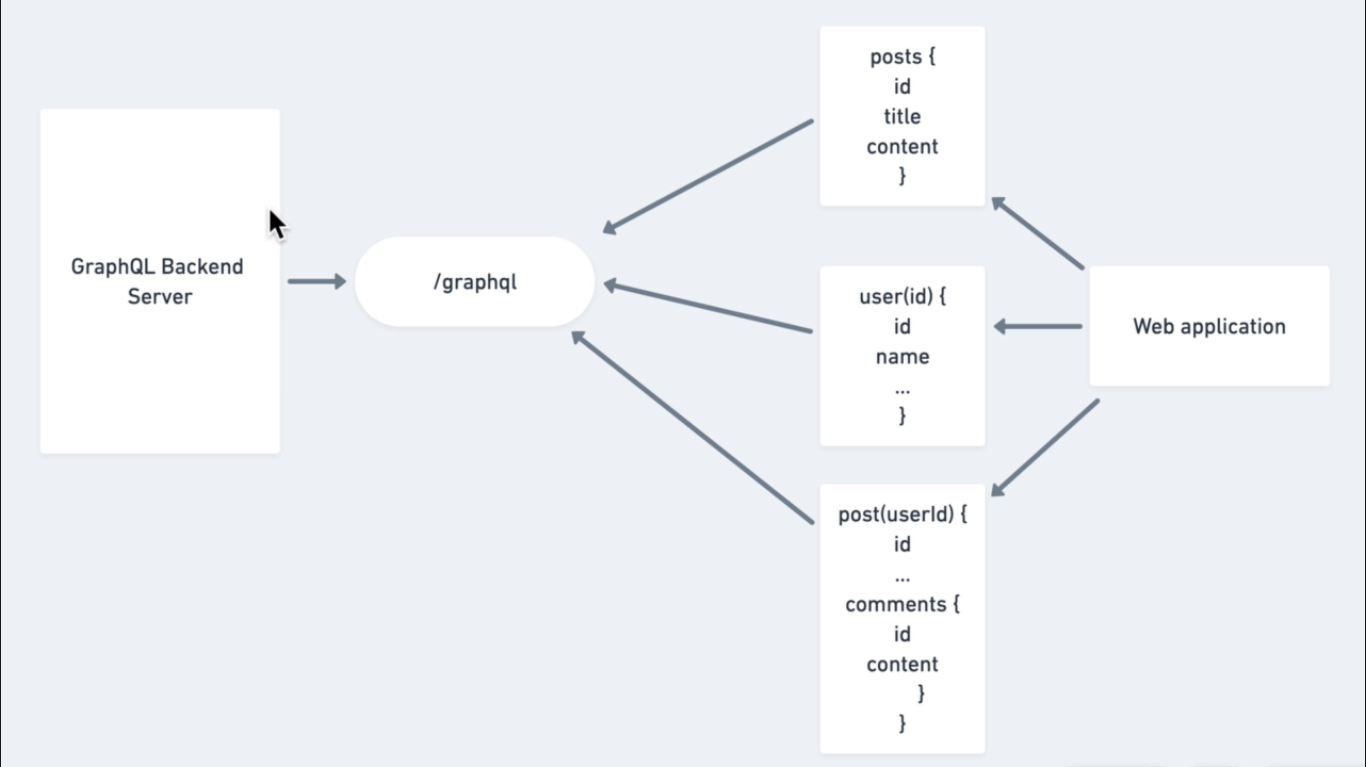 GraphQL Backend
Server
/graphql
posts {
id
title
content
}
user(id) {
id
name
...
}
post(userId) {
id
...
comments {
id
content
}
}
Web application